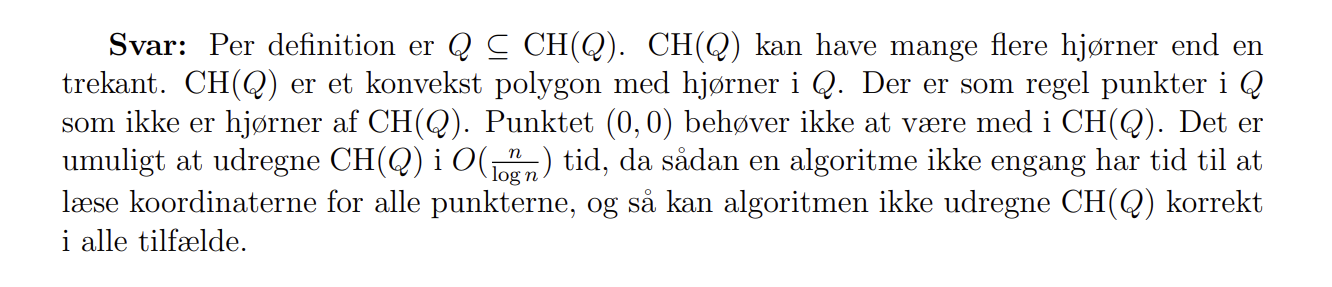 Svar: Per definition er Q ⊆ CH(Q). CH(Q) kan have mange flere hjørner end en
trekant. CH(Q) er et konvekst polygon med hjørner i Q. Der er som regel punkter i Q
som ikke er hjørner af CH(Q). Punktet (0, 0) behøver ikke at være med i CH(Q). Det er
umuligt at udregne CH(Q) i O(n/log n) tid, da sådan en algoritme ikke engang har tid til at
læse koordinaterne for alle punkterne, og så kan algoritmen ikke udregne CH(Q) korrekt
i alle tilfælde.